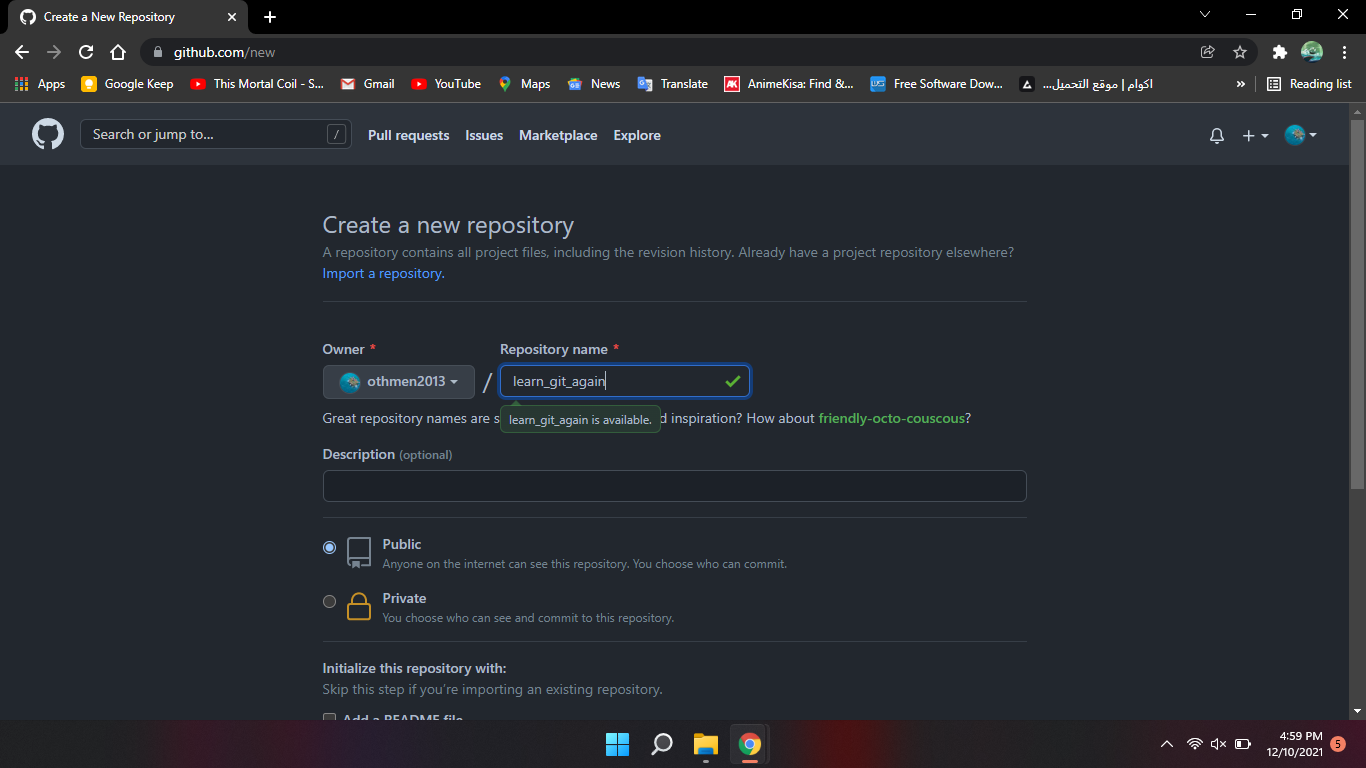 Create a New Repository
github.com/new
Apps Google Keep This Mortal Coil - S... Gmail YouTube Maps News Translate AnimeKisa: Find &... Free Software Dow... اكوام | موقع التحميل... » Reading list
Search or jump to... / Pull requests Issues Marketplace Explore
Create a new repository
A repository contains all project files, including the revision history. Already have a project repository elsewhere?
Import a repository.
Owner * Repository name *
othmen2013 / learn_git_again
Great repository names are s learn_git_again is available. d inspiration? How about friendly-octo-couscous?
Description (optional)
Public
Anyone on the internet can see this repository. You choose who can commit.
Private
You choose who can see and commit to this repository.
Initialize this repository with:
Skip this step if you're importing an existing repository.
Add a README file
4:59 PM
12/10/2021 5